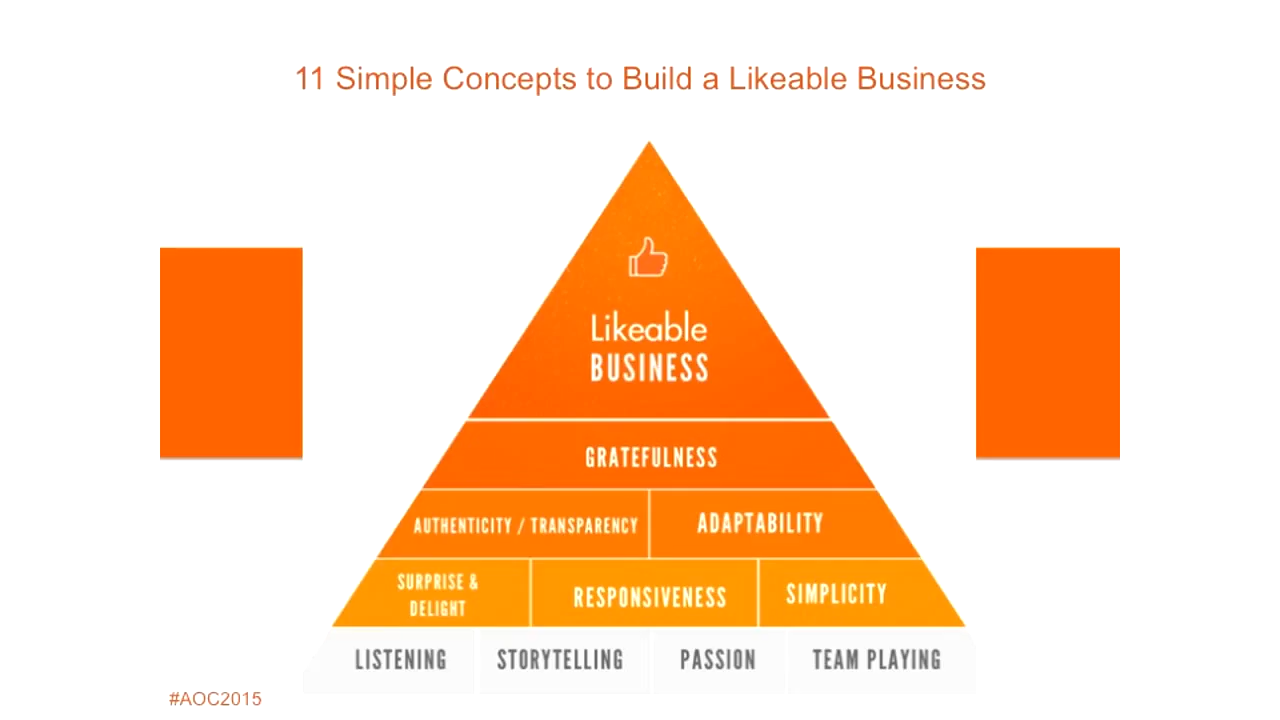 11 Simple Concepts to Build a Likeable Business
Likeable
BUSINESS
GRATEFULNESS
AUTHENTICITY / TRANSPARENCY
ADAPTABILITY
SURPRISE &
DELIGHT
RESPONSIVENESS
SIMPLICITY
LISTENING
STORYTELLING
PASSION
TEAM PLAYING
#AOC2015